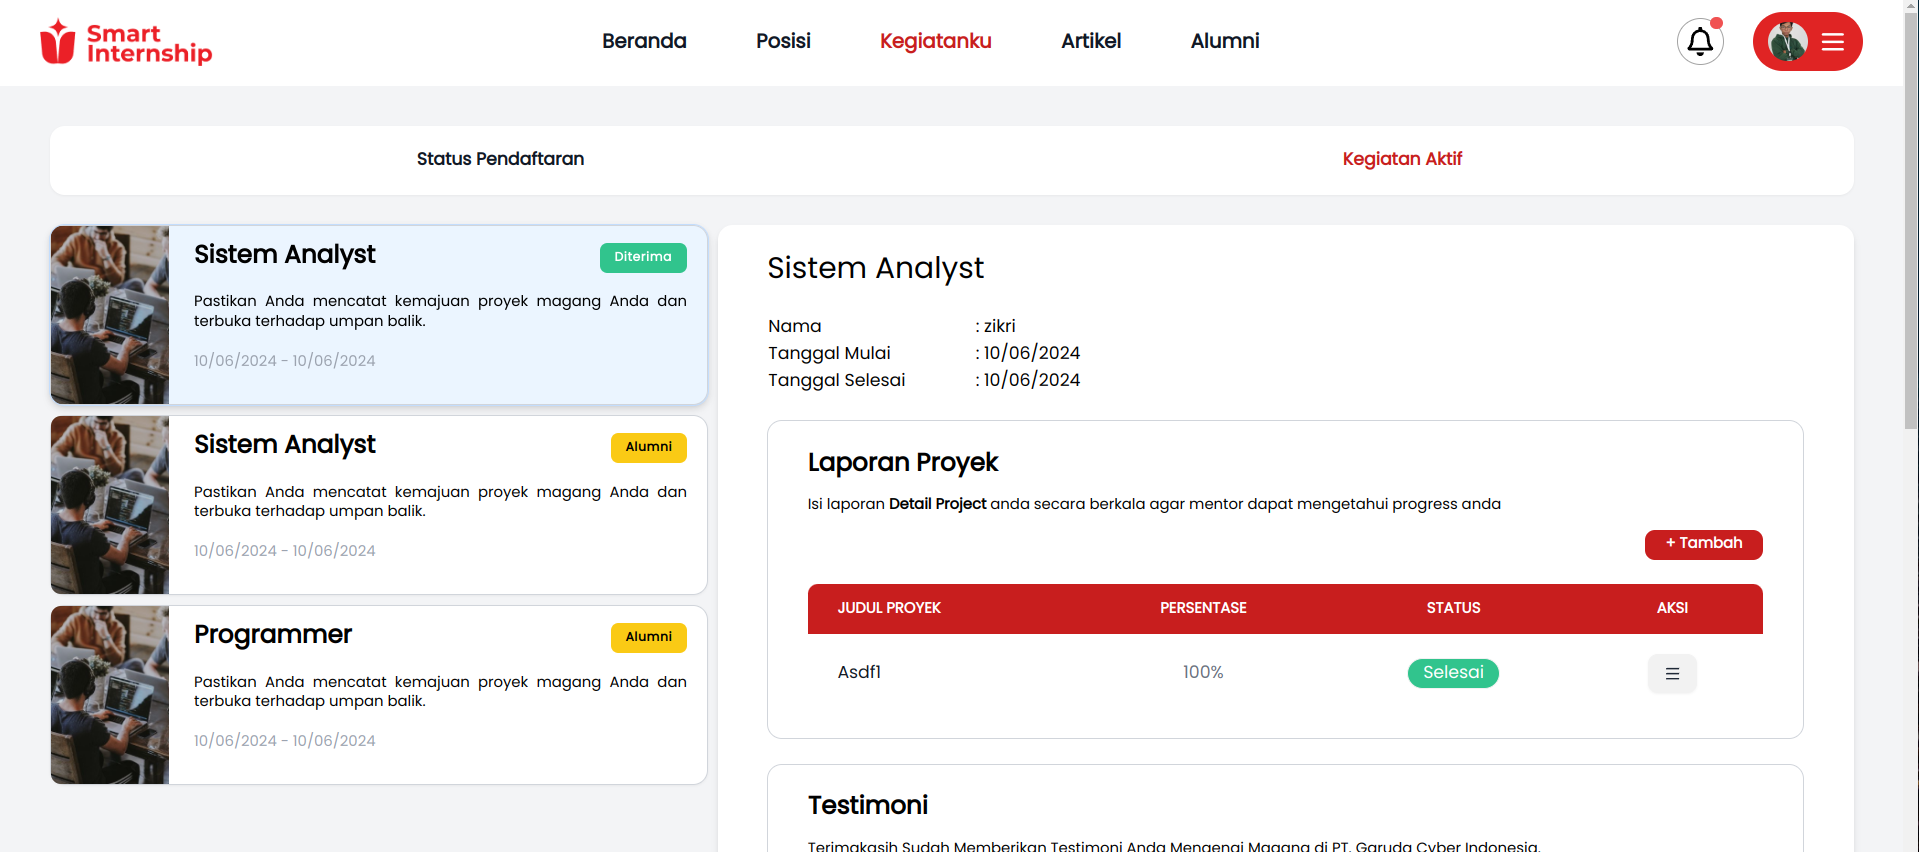 Smart
Internship
Beranda
Posisi
Kegiatanku
Artikel
Alumni
Status Pendaftaran
Kegiatan Aktif
Sistem Analyst
Diterima
Pastikan Anda mencatat kemajuan proyek magang Anda dan
terbuka terhadap umpan balik.
10/06/2024 - 10/06/2024
Sistem Analyst
Alumni
Pastikan Anda mencatat kemajuan proyek magang Anda dan
terbuka terhadap umpan balik.
10/06/2024 - 10/06/2024
Programmer
Alumni
Pastikan Anda mencatat kemajuan proyek magang Anda dan
terbuka terhadap umpan balik.
10/06/2024 - 10/06/2024
Sistem Analyst
Nama : zikri
Tanggal Mulai : 10/06/2024
Tanggal Selesai : 10/06/2024
Laporan Proyek
Isi laporan Detail Project anda secara berkala agar mentor dapat mengetahui progress anda
+ Tambah
JUDUL PROYEK PERSENTASE STATUS AKSI
Asdf1 100% Selesai
Testimoni
Terimakasih Sudah Memberikan Testimoni Anda Mengenai Magang di PT. Garuda Cyber Indonesia.